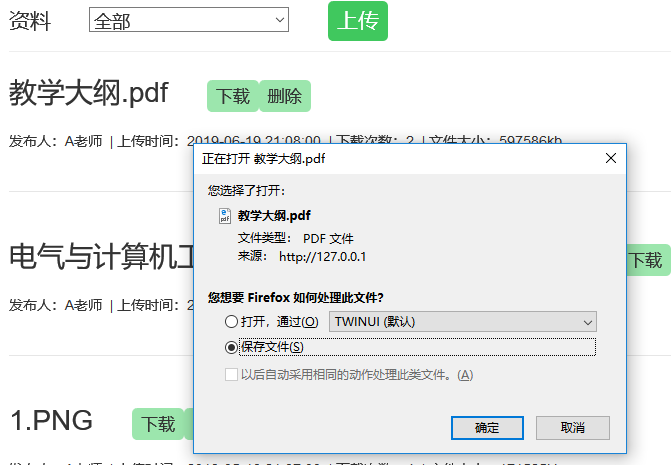 资料 全部 上传
教学大纲.pdf 下载 删除
发布人：A老师 | 上传时间：2019-06-19 21:08:00 | 下载次数：2 | 文件大小：597586kb
正在打开 教学大纲.pdf
您选择了打开：
教学大纲.pdf
文件类型： PDF 文件
来源： http://127.0.0.1
您想要 Firefox 如何处理此文件?
打开，通过(O) TWINUI (默认)
保存文件(S)
以后自动采用相同的动作处理此类文件。(A)
确定 取消
电气与计算机工 下载
发布人：A老师 | 上传时间：2
1.PNG 下载